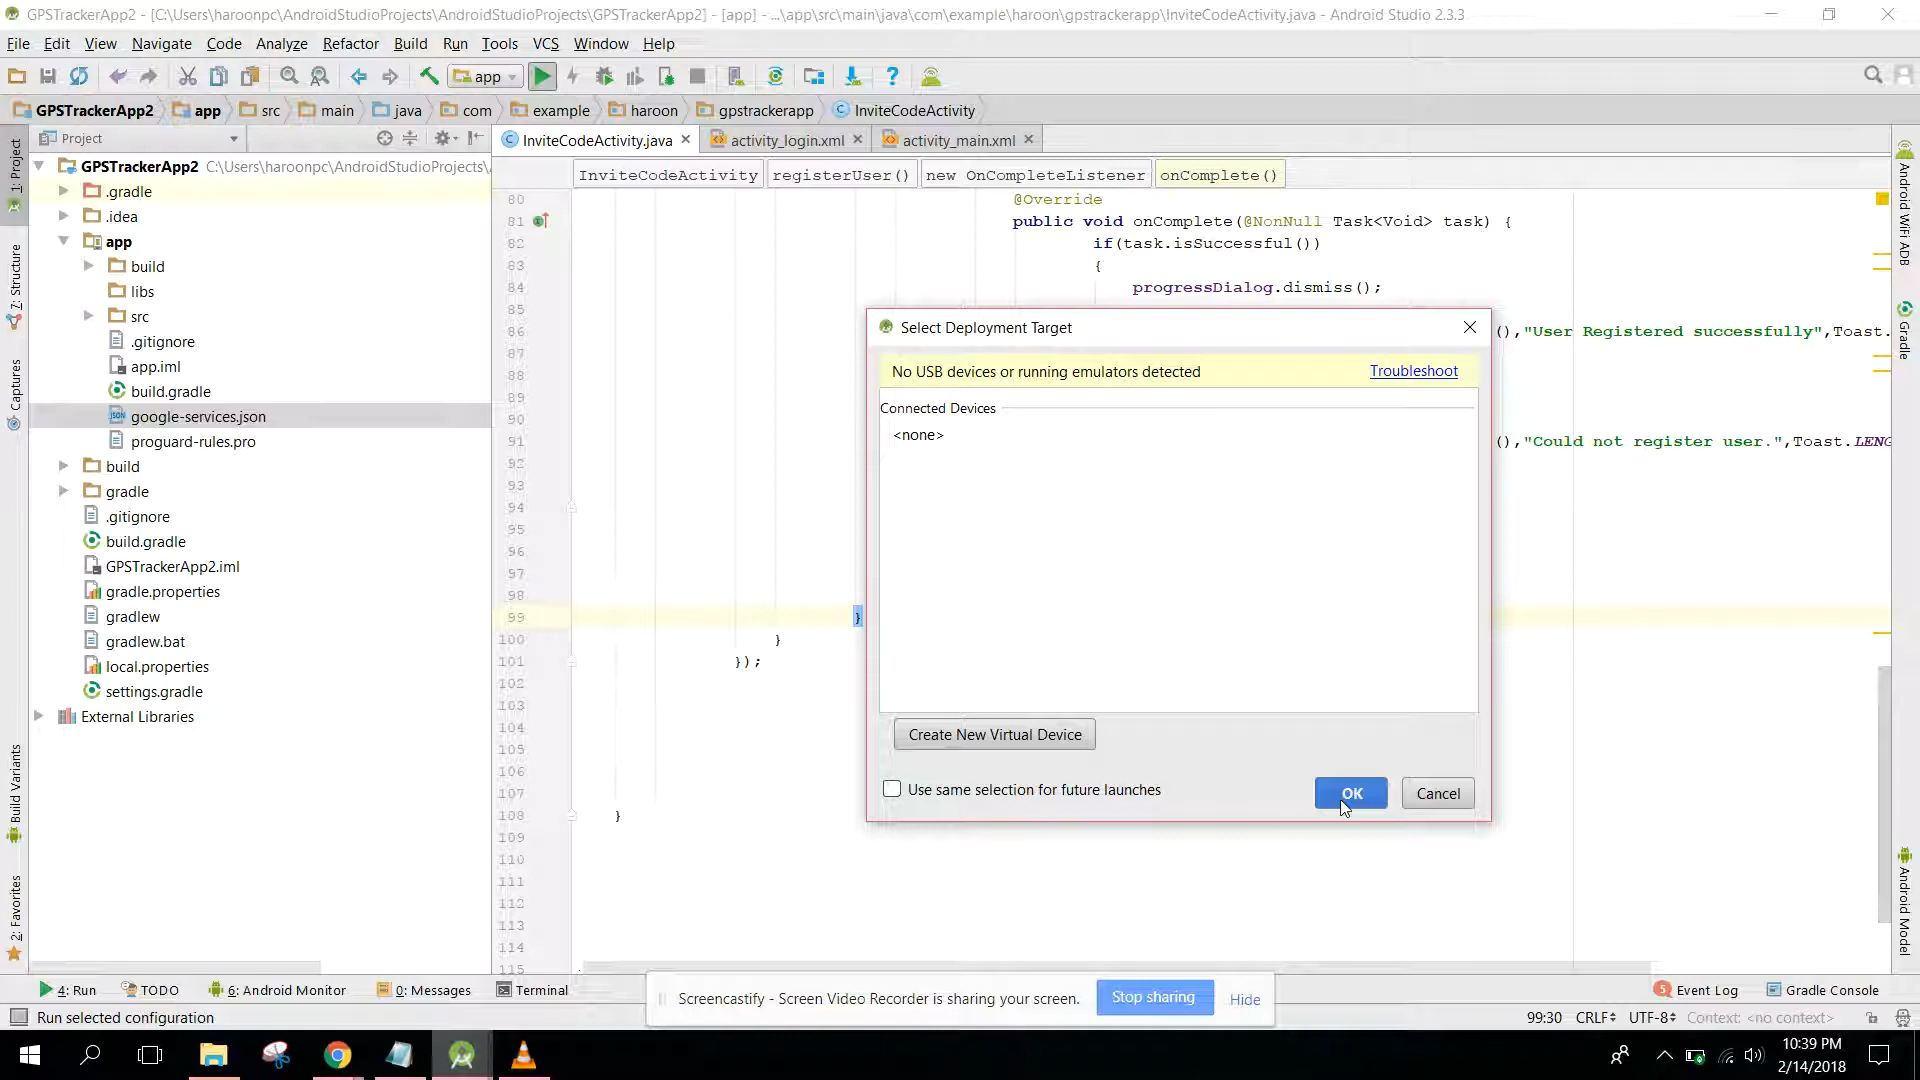 GPSTrackerApp2 - [C:\Users\haroonpc\AndroidStudioProjects\AndroidStudioProjects\GPSTrackerApp2] - [app] - ...\app\src\main\java\com\example\haroon\gpstrackerapp\InviteCodeActivity.java - Android Studio 2.3.3
File Edit View Navigate Code Analyze Refactor Build Run Tools VCS Window Help
app
GPSTrackerApp2 app src main java com example haroon gpstrackerapp InviteCodeActivity
Project
InviteCodeActivity.java activity_login.xml activity_main.xml
InviteCodeActivity registerUser() new OnCompleteListener onComplete()
1: Project
7: Structure
Captures
Build Variants
2: Favorites
GPSTrackerApp2 C:\Users\haroonpc\AndroidStudioProjects\
.gradle
.idea
app
build
libs
src
.gitignore
app.iml
build.gradle
google-services.json
proguard-rules.pro
build
gradle
.gitignore
build.gradle
GPSTrackerApp2.iml
gradle.properties
gradlew
gradlew.bat
local.properties
settings.gradle
External Libraries
80 @Override
81 public void onComplete(@NonNull Task<Void> task) {
82 if(task.isSuccessful())
83 {
84 progressDialog.dismiss();
85
86 (),"User Registered successfully",Toast.
87
88
89
90
91 (),"Could not register user.",Toast.LENG
92
93
94
95
96
97
98
99 }
100 }
101 });
102
103
104
105
106
107
108 }
109
110
111
112
113
114
115
Select Deployment Target
No USB devices or running emulators detected Troubleshoot
Connected Devices
<none>
Create New Virtual Device
Use same selection for future launches
OK Cancel
Android WiFi ADB
Gradle
Android Model
4: Run TODO 6: Android Monitor 0: Messages Terminal
5 Event Log Gradle Console
Screencastify - Screen Video Recorder is sharing your screen. Stop sharing Hide
Run selected configuration
99:30 CRLF UTF-8 Context: <no context>
10:39 PM
2/14/2018